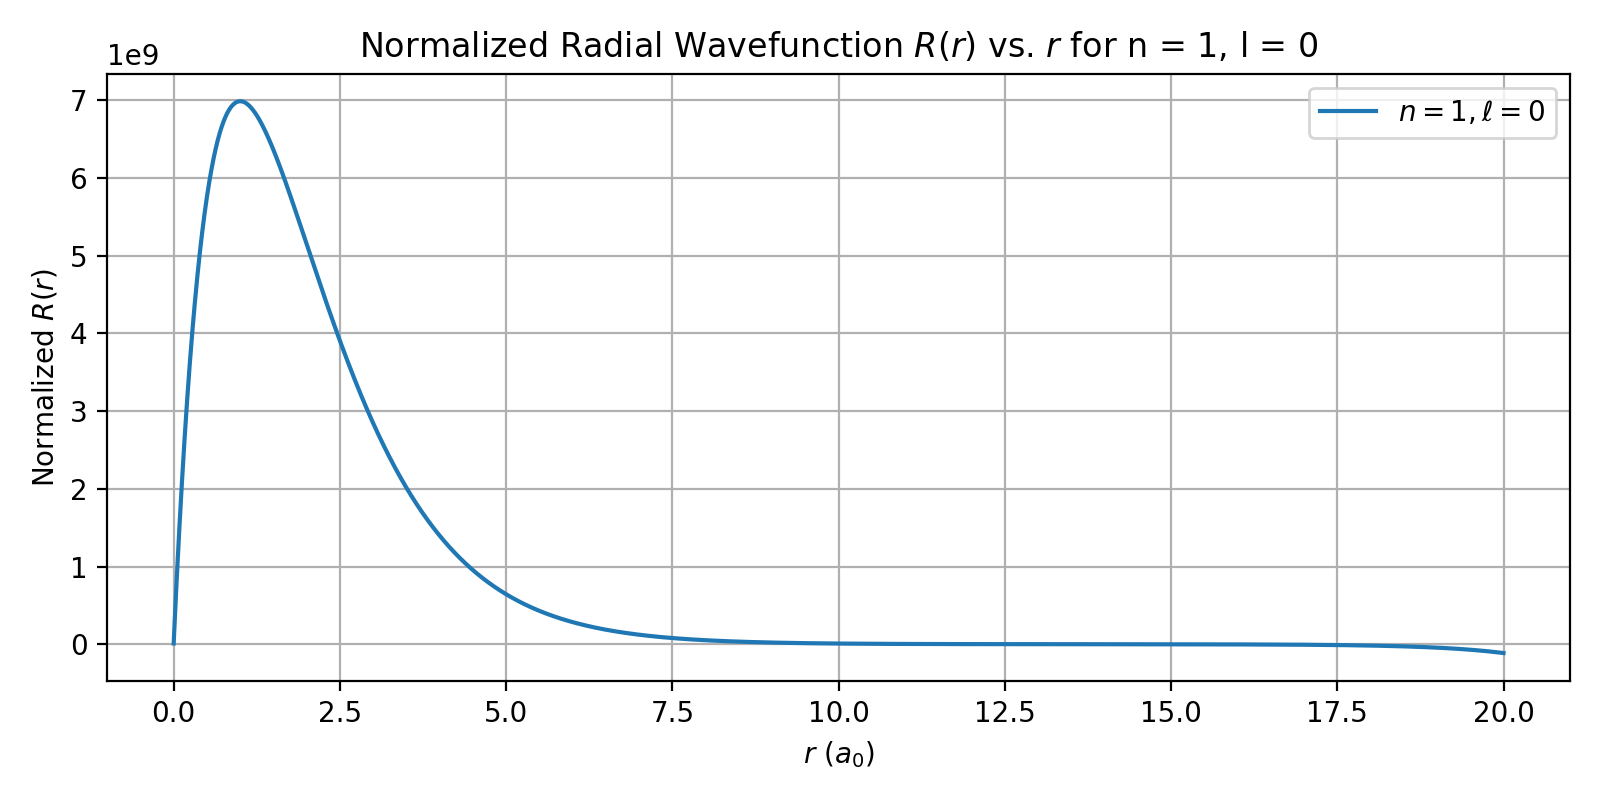 Normalized Radial Wavefunction R(r) vs. r for n = 1, l = 0
1e9
n = 1, ℓ = 0
7
6
5
4
3
2
1
0
Normalized R(r)
0.0 2.5 5.0 7.5 10.0 12.5 15.0 17.5 20.0
r (a₀)